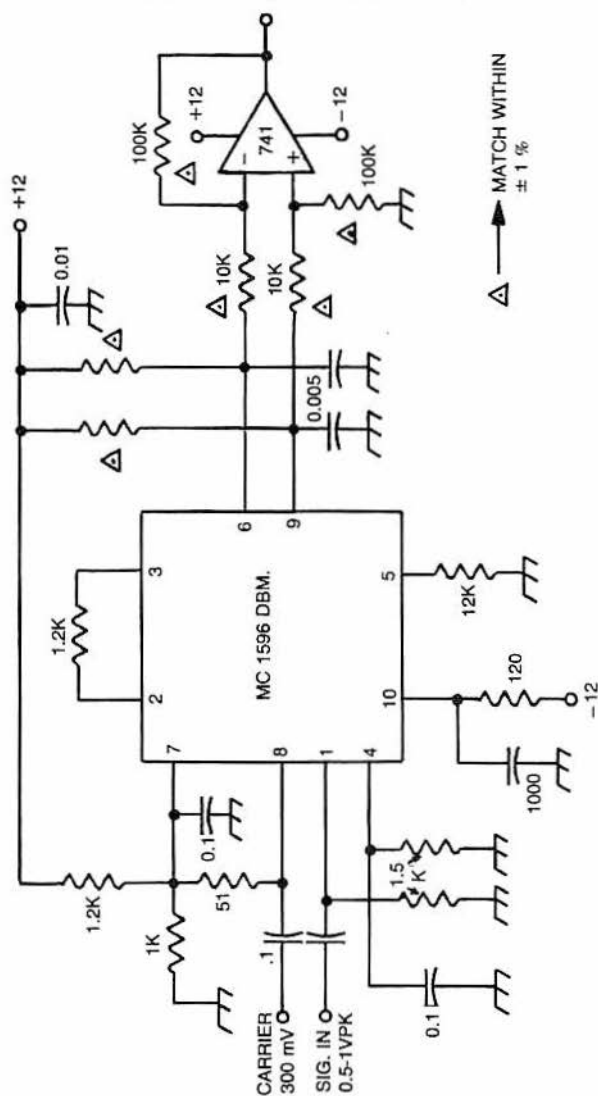 +12
0.01
100K
+12
741
−
+
−12
100K
10K
10K
0.005
MATCH WITHIN
± 1 %
1.2K
2
3
6
9
MC 1596 DBM.
7
8
1
4
10
5
12K
120
−12
1000
1.2K
1K
51
0.1
.1
CARRIER
300 mV
SIG. IN
0.5-1VPK
1.5
K
0.1